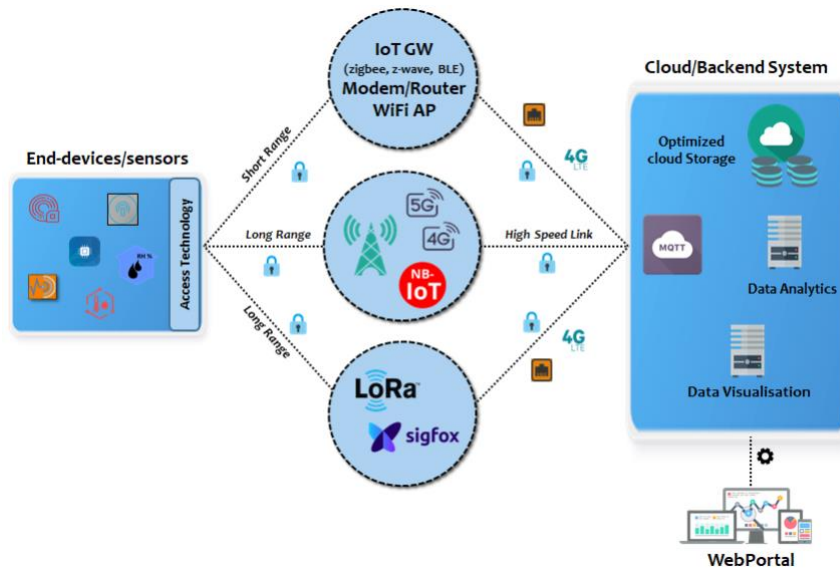 IoT GW
(zigbee, z-wave, BLE)
Modem/Router
WiFi AP
Cloud/Backend System
Optimized
cloud Storage
End-devices/sensors
Short Range
4G
LTE
5G
4G
Access Technology
RH %
Long Range
High Speed Link
MQTT
NB-
IoT
Data Analytics
Long Range
4G
LTE
LoRa™
sigfox
Data Visualisation
WebPortal